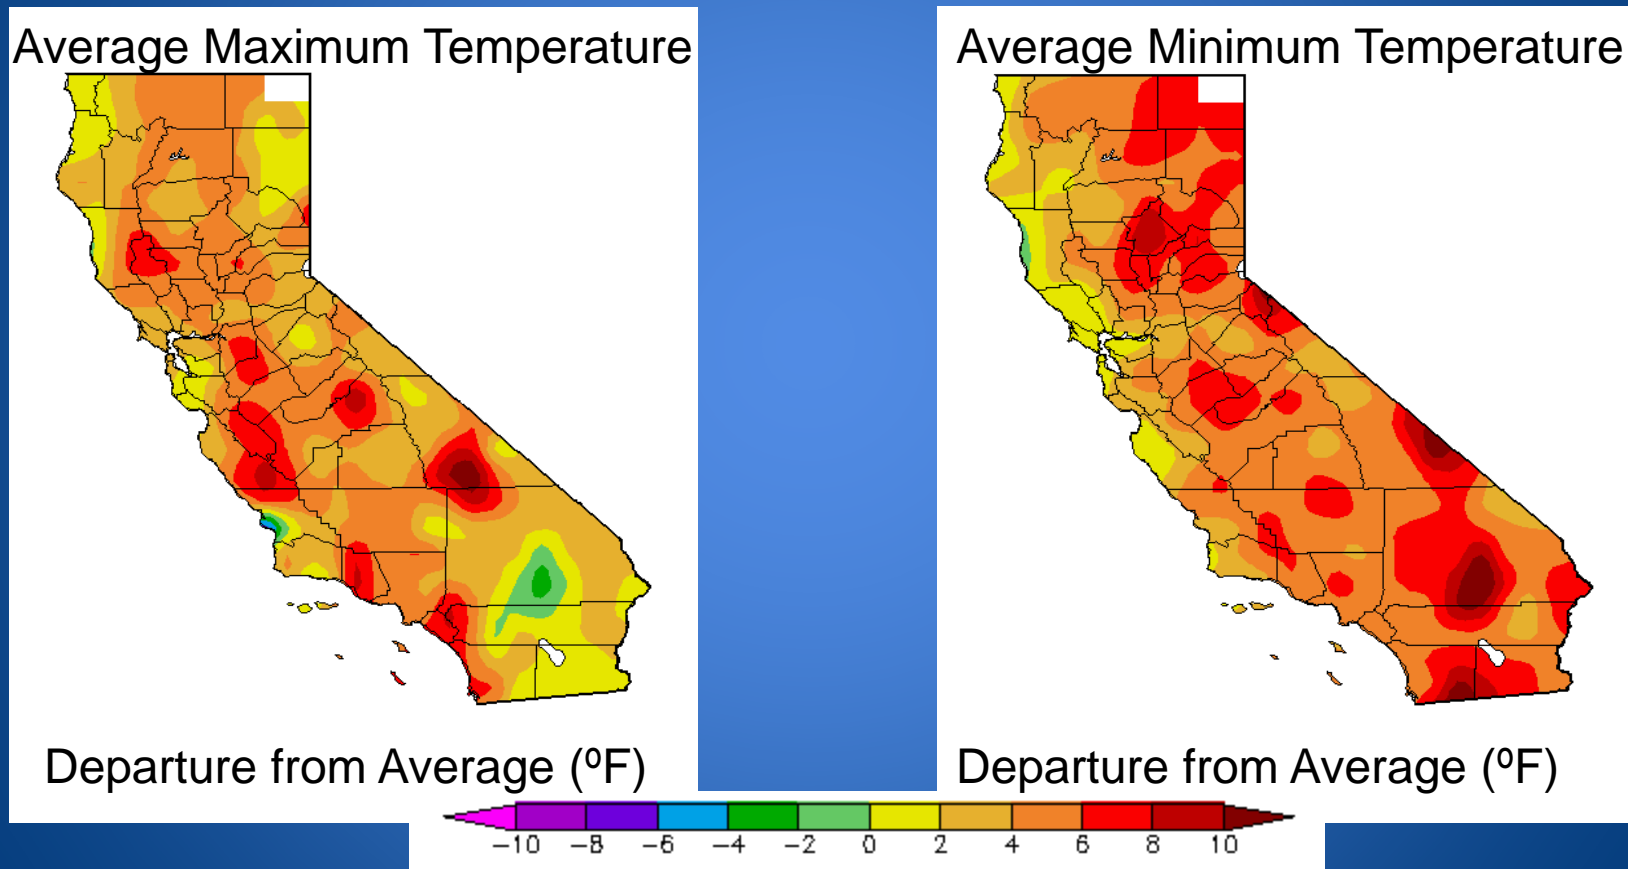 Average Maximum Temperature
Average Minimum Temperature
Departure from Average (ºF)
Departure from Average (ºF)
−10 −8 −6 −4 −2 0 2 4 6 8 10